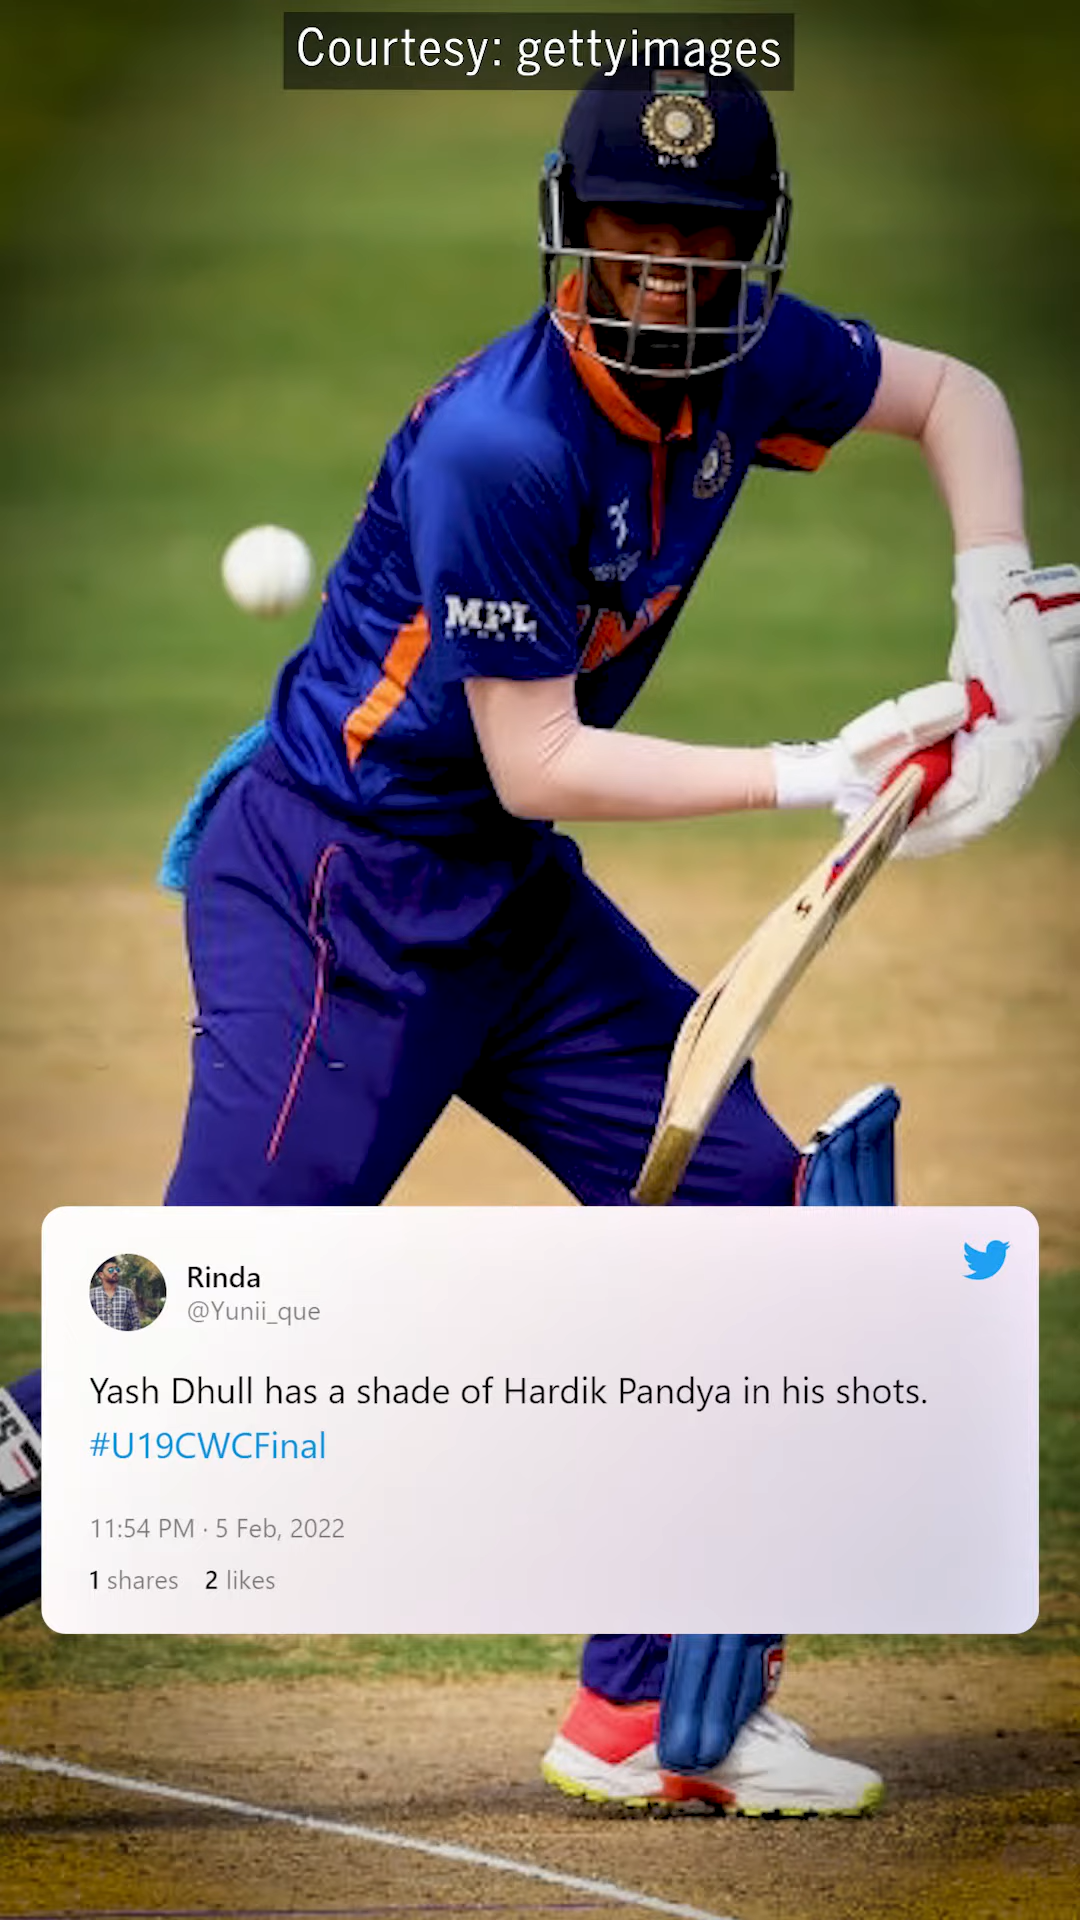 Courtesy: gettyimages
MPL
Rinda
@Yunii_que
Yash Dhull has a shade of Hardik Pandya in his shots.
#U19CWCFinal
11:54 PM · 5 Feb, 2022
1 shares 2 likes